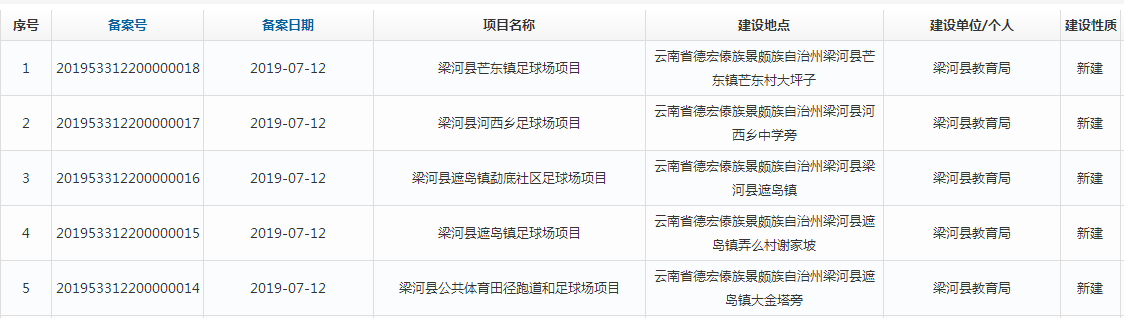 序号 备案号 备案日期 项目名称 建设地点 建设单位/个人 建设性质
1 201953312200000018 2019-07-12 梁河县芒东镇足球场项目 云南省德宏傣族景颇族自治州梁河县芒
东镇芒东村大坪子 梁河县教育局 新建
2 201953312200000017 2019-07-12 梁河县河西乡足球场项目 云南省德宏傣族景颇族自治州梁河县河
西乡中学旁 梁河县教育局 新建
3 201953312200000016 2019-07-12 梁河县遮岛镇勐底社区足球场项目 云南省德宏傣族景颇族自治州梁河县梁
河县遮岛镇 梁河县教育局 新建
4 201953312200000015 2019-07-12 梁河县遮岛镇足球场项目 云南省德宏傣族景颇族自治州梁河县遮
岛镇弄么村谢家坡 梁河县教育局 新建
5 201953312200000014 2019-07-12 梁河县公共体育田径跑道和足球场项目 云南省德宏傣族景颇族自治州梁河县遮
岛镇大金塔旁 梁河县教育局 新建